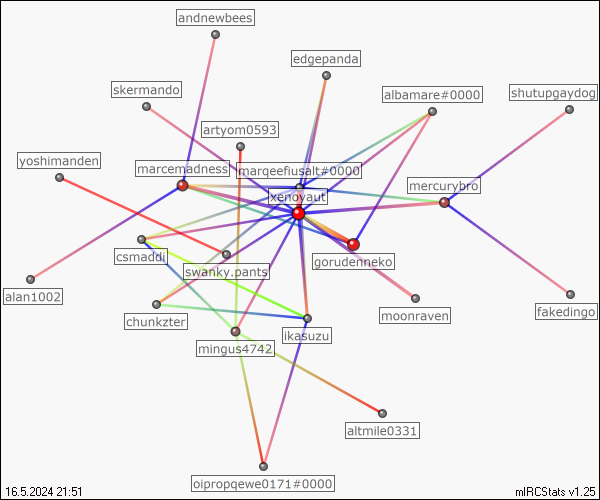 andnewbees
edgepanda
skermando
albamare#0000
shutupgaydog
artyom0593
yoshimanden
marcemadness
marqeefiusalt#0000
mercurybro
xenoyaut
csmaddi
gorudenneko
swanky.pants
alan1002
moonraven
fakedingo
chunkzter
ikasuzu
mingus4742
altmile0331
oipropqewe0171#0000
16.5.2024 21:51
mIRCStats v1.25